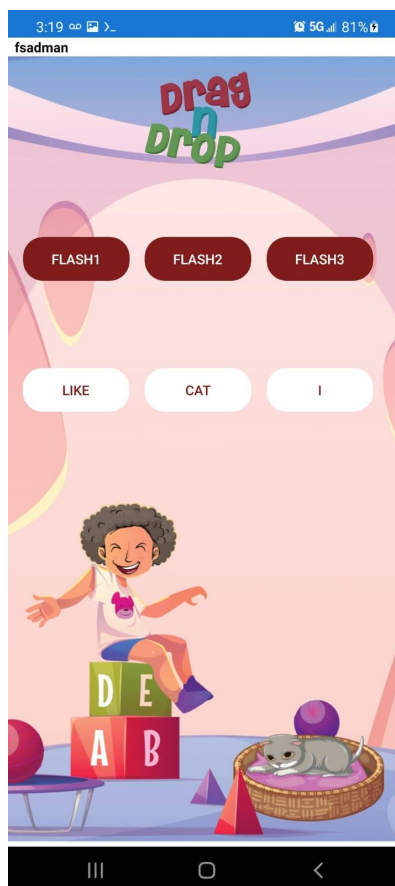 3:19 5G 81%
fsadman
Drag
n
Drop
FLASH1 FLASH2 FLASH3
LIKE CAT I
D E
A B